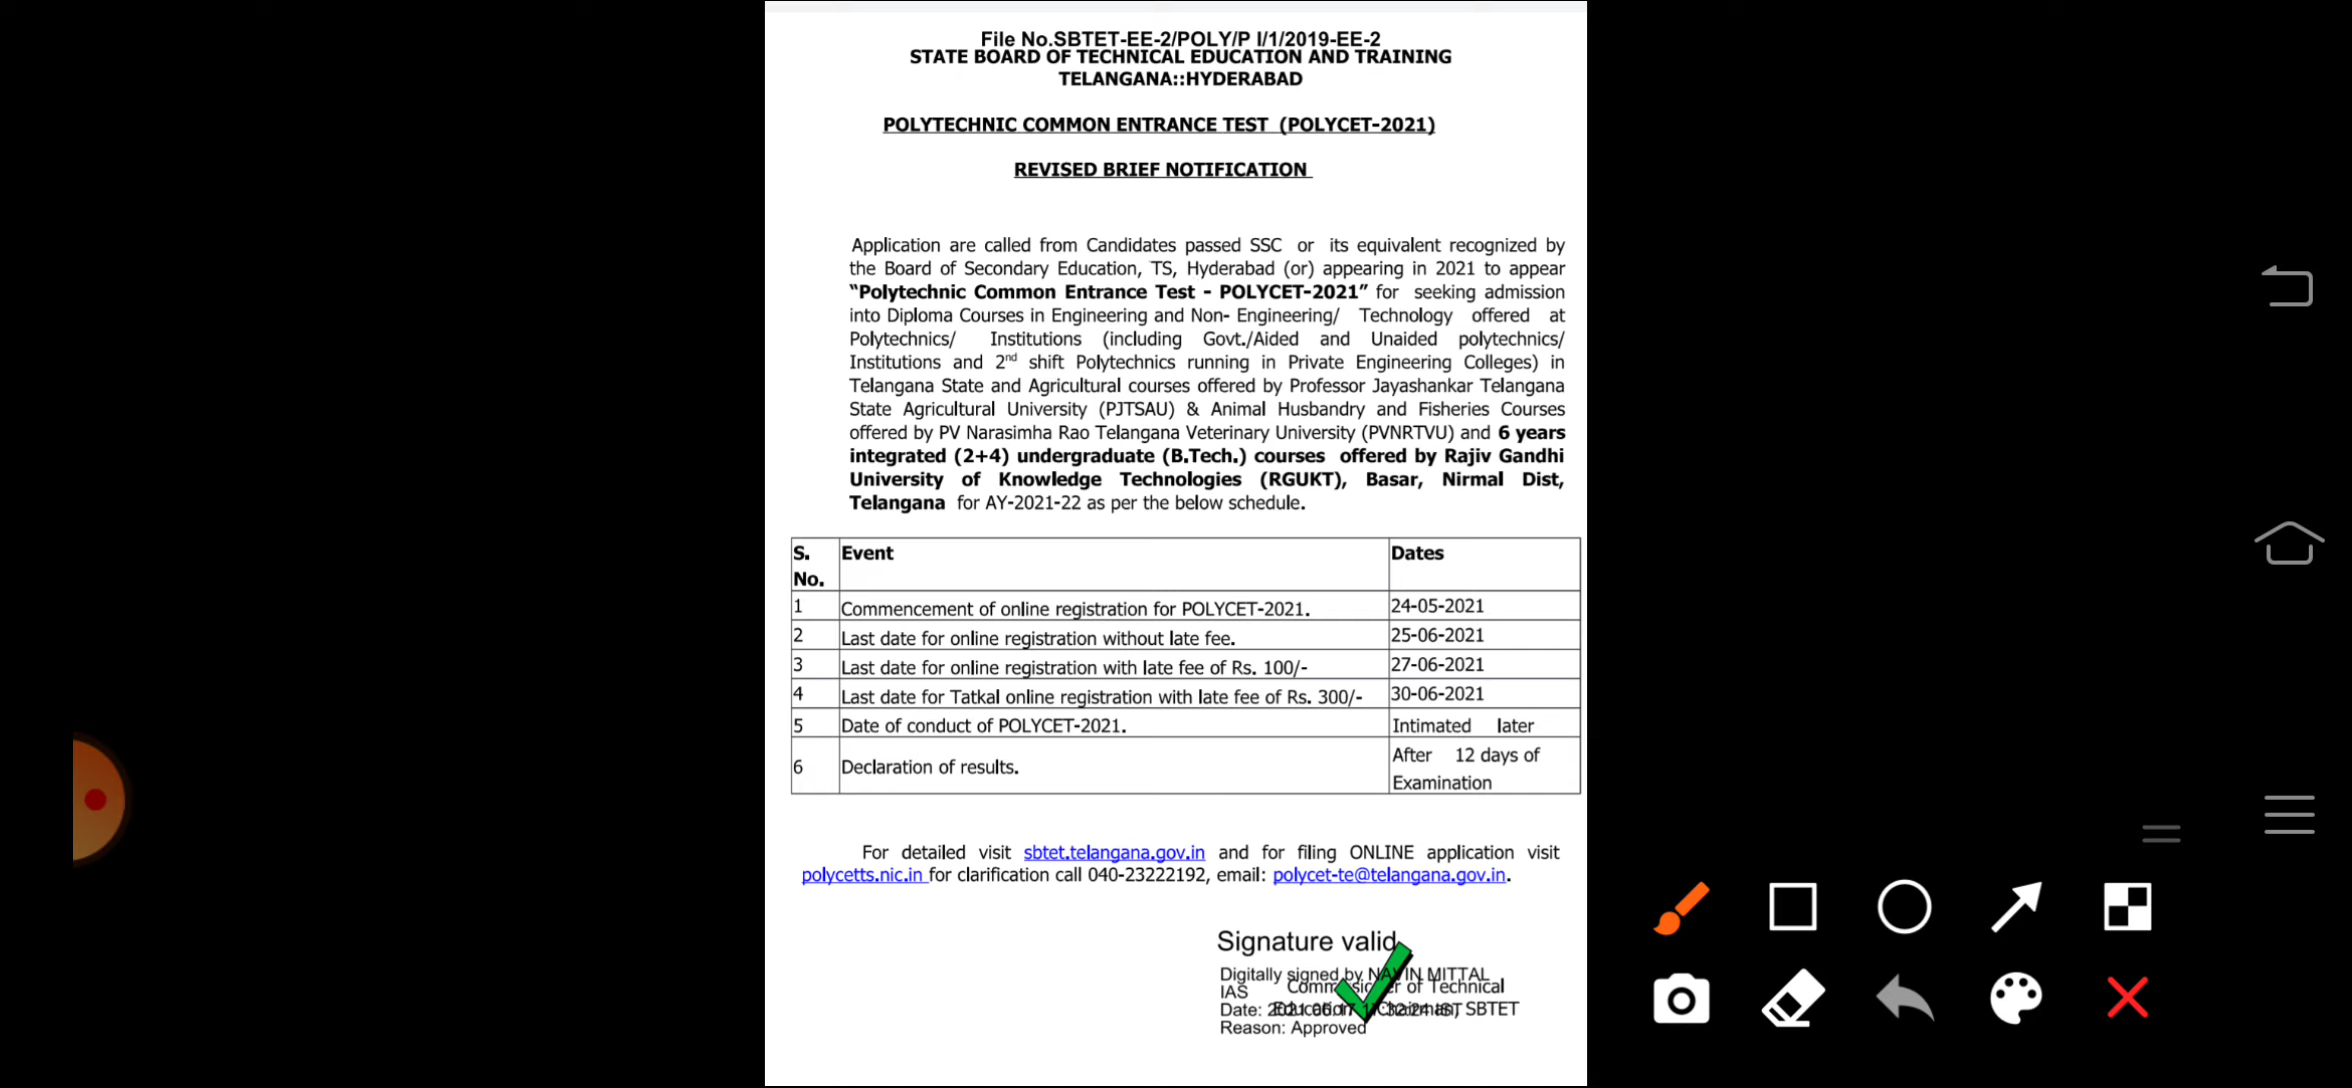 File No.SBTET-EE-2/POLY/P I/1/2019-EE-2
STATE BOARD OF TECHNICAL EDUCATION AND TRAINING
TELANGANA::HYDERABAD
POLYTECHNIC COMMON ENTRANCE TEST (POLYCET-2021)
REVISED BRIEF NOTIFICATION
Application are called from Candidates passed SSC or its equivalent recognized by
the Board of Secondary Education, TS, Hyderabad (or) appearing in 2021 to appear
“Polytechnic Common Entrance Test - POLYCET-2021” for seeking admission
into Diploma Courses in Engineering and Non- Engineering/ Technology offered at
Polytechnics/ Institutions (including Govt./Aided and Unaided polytechnics/
Institutions and 2nd shift Polytechnics running in Private Engineering Colleges) in
Telangana State and Agricultural courses offered by Professor Jayashankar Telangana
State Agricultural University (PJTSAU) & Animal Husbandry and Fisheries Courses
offered by PV Narasimha Rao Telangana Veterinary University (PVNRTVU) and 6 years
integrated (2+4) undergraduate (B.Tech.) courses offered by Rajiv Gandhi
University of Knowledge Technologies (RGUKT), Basar, Nirmal Dist,
Telangana for AY-2021-22 as per the below schedule.
S. No. Event Dates
1 Commencement of online registration for POLYCET-2021. 24-05-2021
2 Last date for online registration without late fee. 25-06-2021
3 Last date for online registration with late fee of Rs. 100/- 27-06-2021
4 Last date for Tatkal online registration with late fee of Rs. 300/- 30-06-2021
5 Date of conduct of POLYCET-2021. Intimated later
6 Declaration of results. After 12 days of Examination
For detailed visit sbtet.telangana.gov.in and for filing ONLINE application visit
polycetts.nic.in for clarification call 040-23222192, email: polycet-te@telangana.gov.in.
Signature valid
Digitally signed by NAVIN MITTAL
IAS
Commissioner of Technical
Date:
Education Chairman, SBTET
Reason: Approved